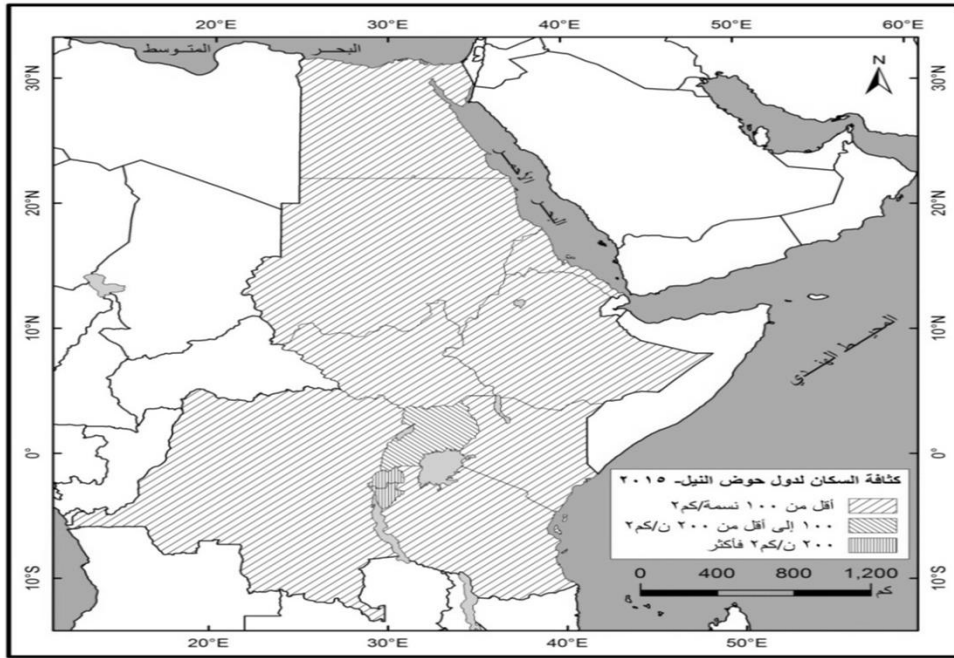 20°E 30°E 40°E 50°E 60°E
البحر المتوسط
N
30°N 30°N
البحر الأحمر
20°N 20°N
10°N 10°N
المحيط الهندي
0° 0°
كثافة السكان لدول حوض النيل- ٢٠١٥
أقل من ١٠٠ نسمة/كم٢
١٠٠ إلى أقل من ٢٠٠ ن/كم٢
٢٠٠ ن/كم٢ فأكثر
0 400 800 1,200
كم
10°S 10°S
20°E 30°E 40°E 50°E